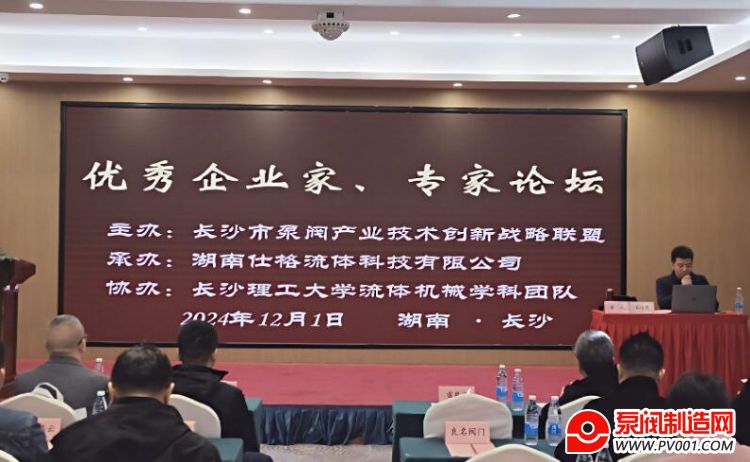 优秀企业家、专家论坛
主办：长沙市泵阀产业技术创新战略联盟
承办：湖南仕格流体科技有限公司
协办：长沙理工大学流体机械学科团队
2024年12月1日 湖南·长沙
良名阀门
泵阀制造网
www.PV001.com